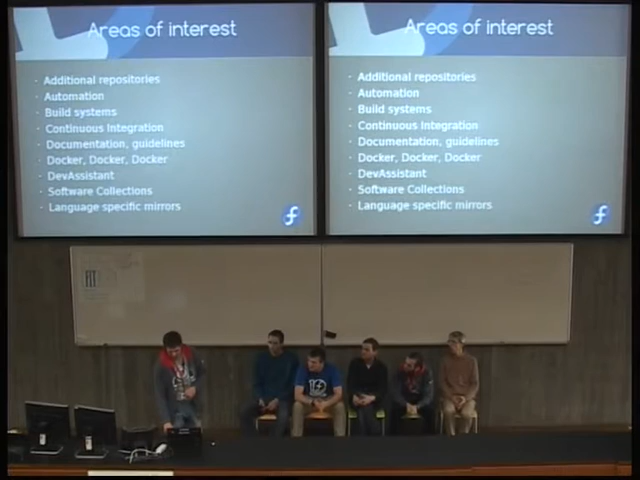 Areas of interest
· Additional repositories
· Automation
· Build systems
· Continuous Integration
· Documentation, guidelines
· Docker, Docker, Docker
· DevAssistant
· Software Collections
· Language specific mirrors
Areas of interest
· Additional repositories
· Automation
· Build systems
· Continuous Integration
· Documentation, guidelines
· Docker, Docker, Docker
· DevAssistant
· Software Collections
· Language specific mirrors